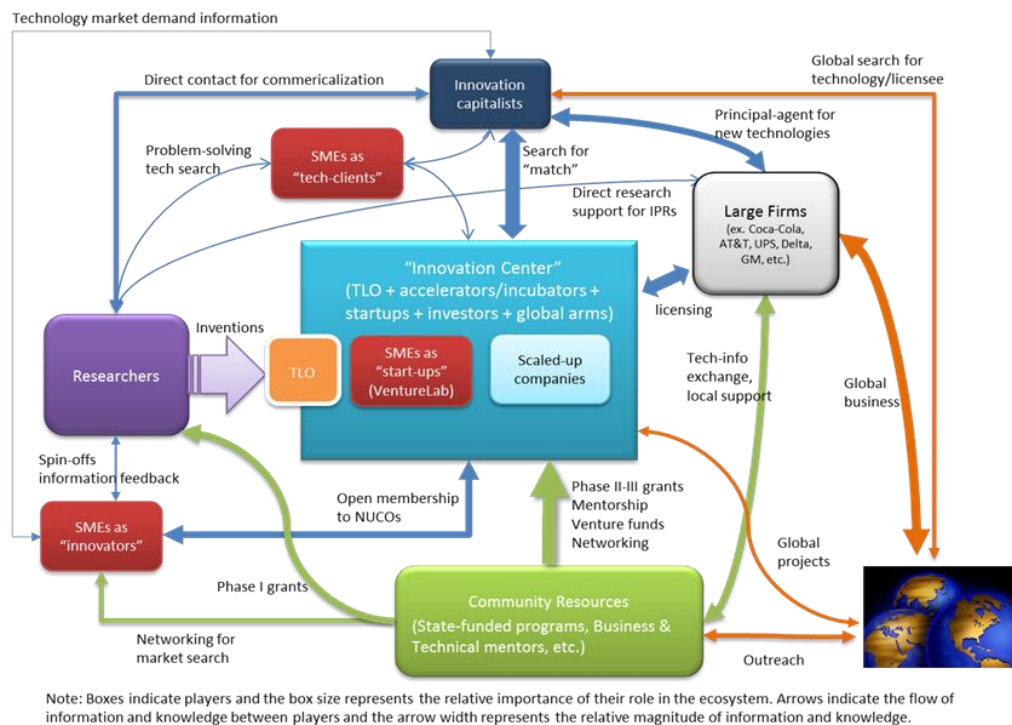 Technology market demand information
Direct contact for commericalization
Innovation
capitalists
Global search for
technology/licensee
Principal-agent for
new technologies
Problem-solving
tech search
SMEs as
"tech-clients"
Search for
"match"
Direct research
support for IPRs
Large Firms
(ex. Coca-Cola,
AT&T, UPS, Delta,
GM, etc.)
"Innovation Center"
(TLO + accelerators/incubators +
startups + investors + global arms)
licensing
Inventions
Researchers
TLO
SMEs as
"start-ups"
(VentureLab)
Scaled-up
companies
Tech-info
exchange,
local support
Global
business
Spin-offs
information feedback
Open membership
to NUCOs
Phase II-III grants
Mentorship
Venture funds
Networking
SMEs as
"innovators"
Global
projects
Phase I grants
Community Resources
(State-funded programs, Business &
Technical mentors, etc.)
Networking for
market search
Outreach
Note: Boxes indicate players and the box size represents the relative importance of their role in the ecosystem. Arrows indicate the flow of
information and knowledge between players and the arrow width represents the relative magnitude of information and knowledge.